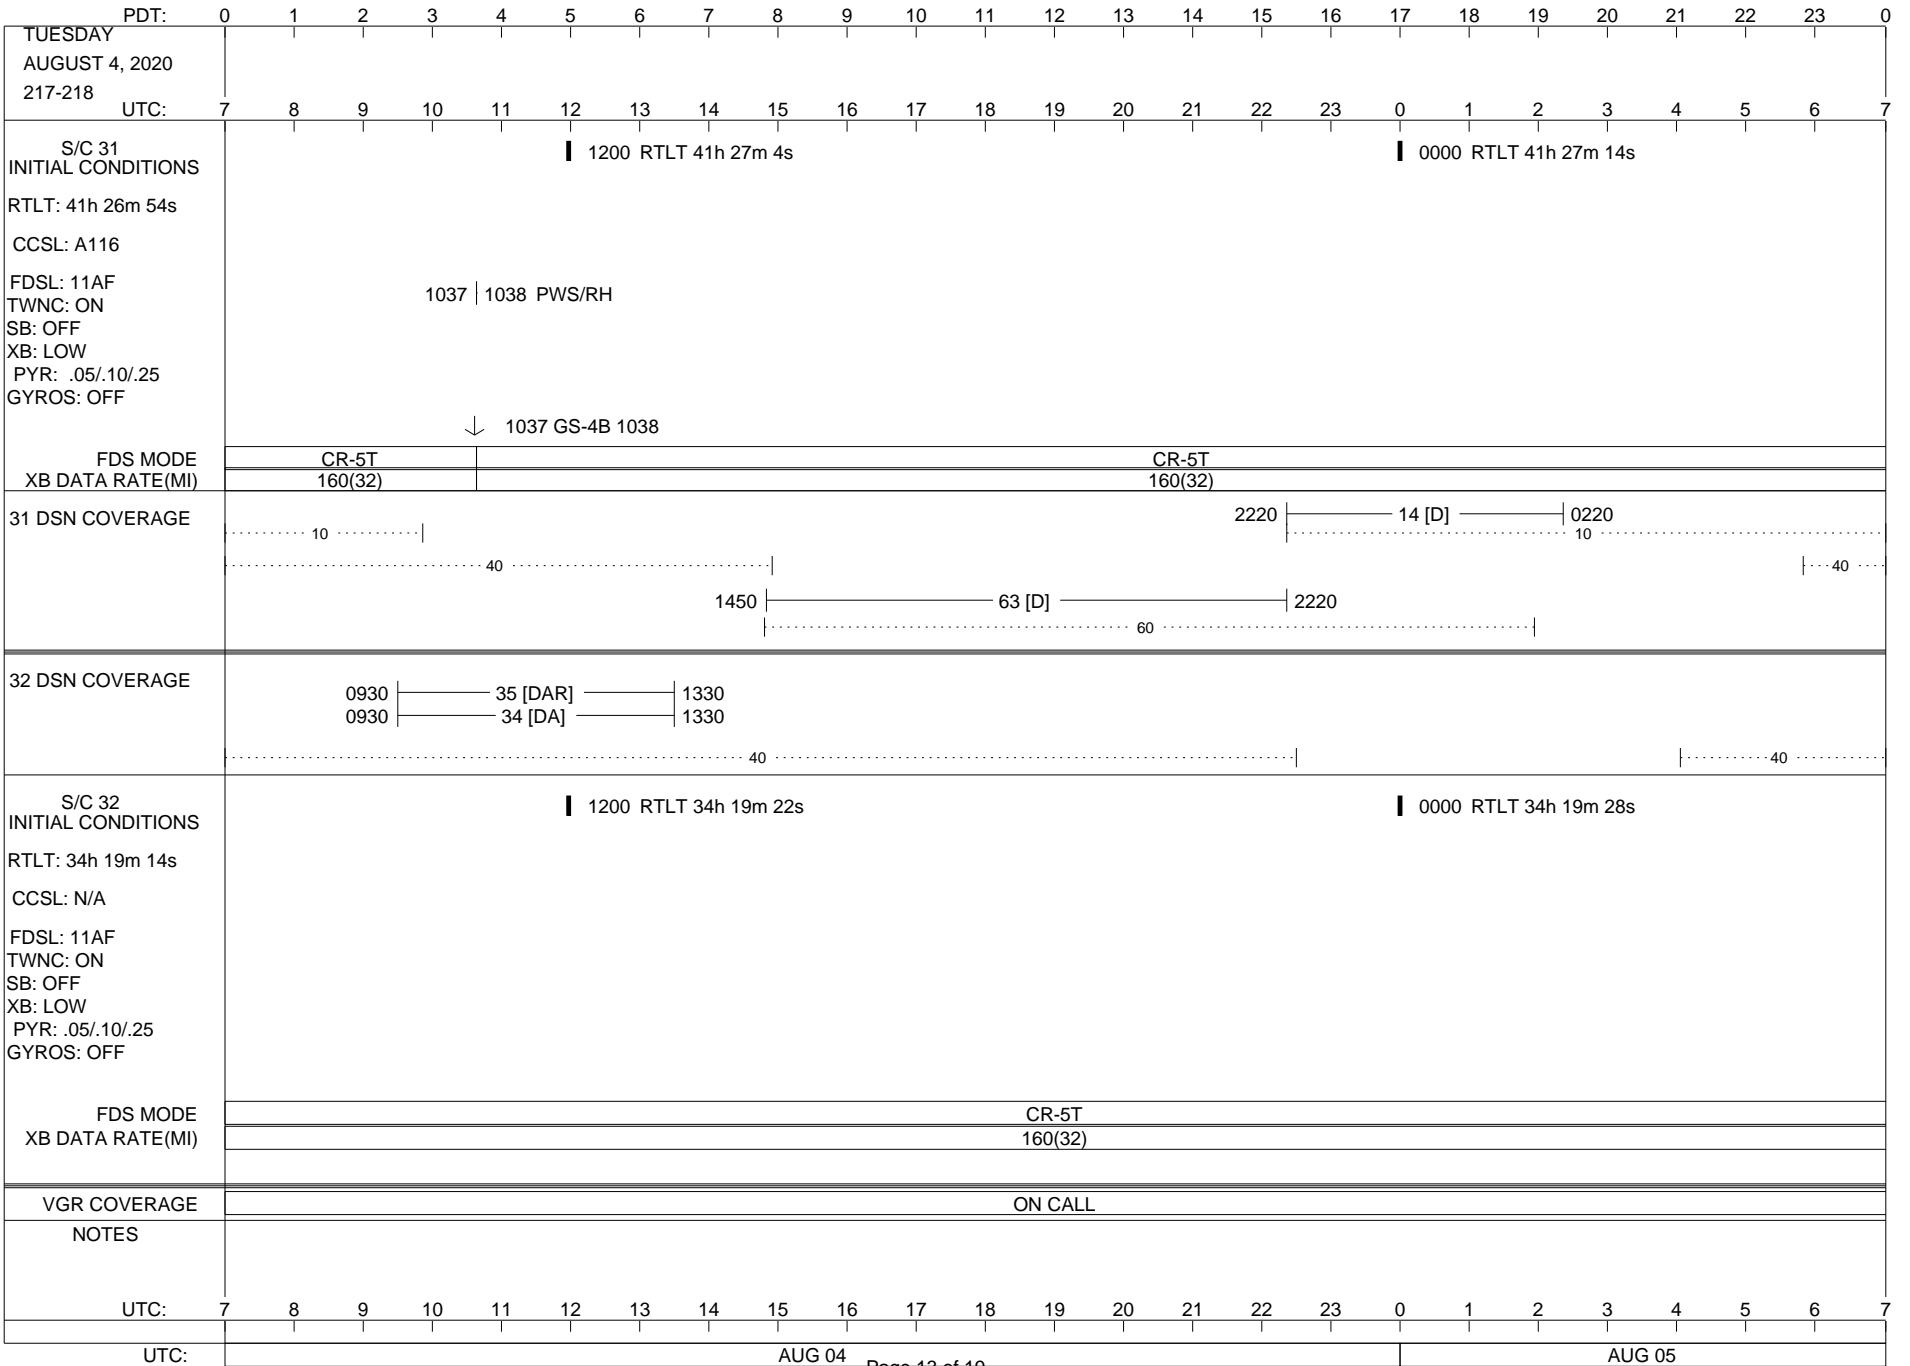 PDT: 0 1 2 3 4 5 6 7 8 9 10 11 12 13 14 15 16 17 18 19 20 21 22 23 0
TUESDAY
AUGUST 4, 2020
217-218
UTC: 7 8 9 10 11 12 13 14 15 16 17 18 19 20 21 22 23 0 1 2 3 4 5 6 7
S/C 31
INITIAL CONDITIONS
1200 RTLT 41h 27m 4s
0000 RTLT 41h 27m 14s
RTLT: 41h 26m 54s
CCSL: A116
FDSL: 11AF
1037 1038 PWS/RH
TWNC: ON
SB: OFF
XB: LOW
PYR: .05/.10/.25
GYROS: OFF
1037 GS-4B 1038
FDS MODE CR-5T CR-5T
XB DATA RATE(MI) 160(32) 160(32)
31 DSN COVERAGE
2220 14 [D] 0220
10 10
40 40
1450 63 [D] 2220
60
32 DSN COVERAGE
0930 35 [DAR] 1330
0930 34 [DA] 1330
40 40
S/C 32
INITIAL CONDITIONS
1200 RTLT 34h 19m 22s
0000 RTLT 34h 19m 28s
RTLT: 34h 19m 14s
CCSL: N/A
FDSL: 11AF
TWNC: ON
SB: OFF
XB: LOW
PYR: .05/.10/.25
GYROS: OFF
FDS MODE CR-5T
XB DATA RATE(MI) 160(32)
VGR COVERAGE ON CALL
NOTES
UTC: 7 8 9 10 11 12 13 14 15 16 17 18 19 20 21 22 23 0 1 2 3 4 5 6 7
UTC: AUG 04 AUG 05
Page 13 of 19